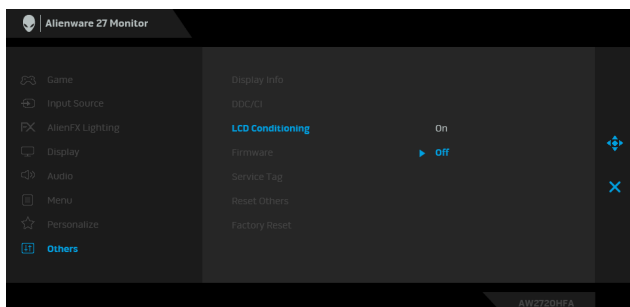 Alienware 27 Monitor
Game
Input Source
AlienFX Lighting
Display
Audio
Menu
Personalize
Others
Display Info
DDC/CI
LCD Conditioning On
Firmware Off
Service Tag
Reset Others
Factory Reset
AW2720HFA